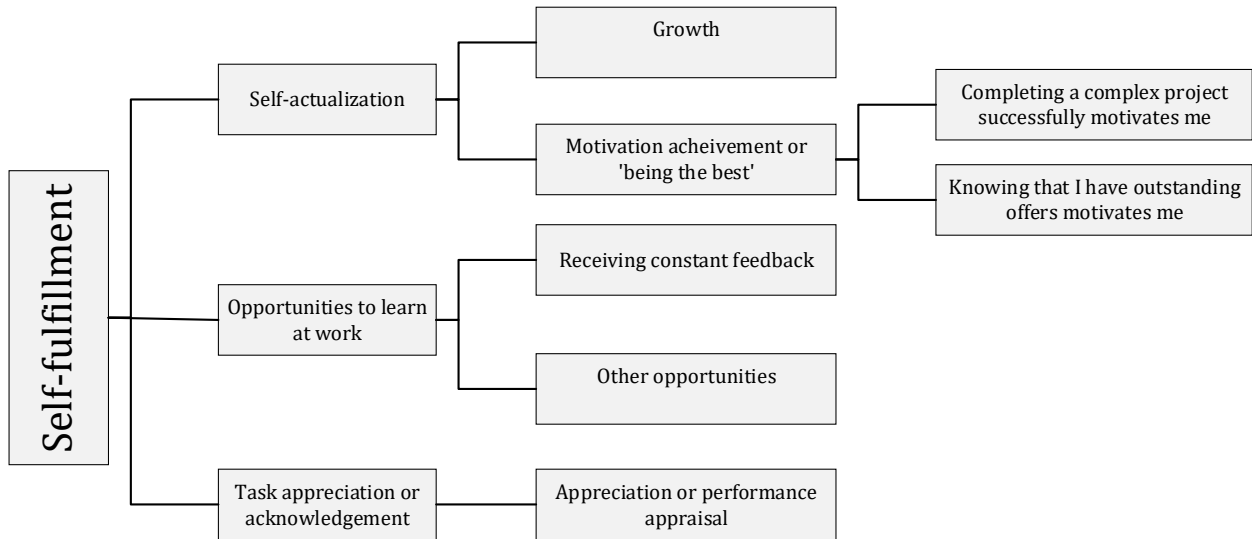 Self-fulfillment
Self-actualization
Growth
Motivation acheivement or
'being the best'
Completing a complex project
successfully motivates me
Knowing that I have outstanding
offers motivates me
Opportunities to learn
at work
Receiving constant feedback
Other opportunities
Task appreciation or
acknowledgement
Appreciation or performance
appraisal